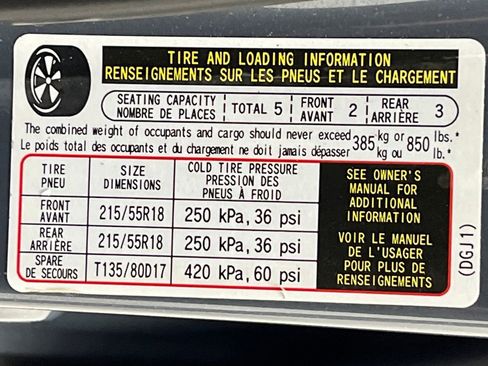 TIRE AND LOADING INFORMATION
RENSEIGNEMENTS SUR LES PNEUS ET LE CHARGEMENT
SEATING CAPACITY
NOMBRE DE PLACES
TOTAL 5
FRONT
AVANT
2
REAR
ARRIÈRE
3
The combined weight of occupants and cargo should never exceed 385 kg or 850 lbs.*
Le poids total des occupants et du chargement ne doit jamais dépasser kg ou lb.*
TIRE
PNEU
SIZE
DIMENSIONS
COLD TIRE PRESSURE
PRESSION DES
PNEUS À FROID
FRONT
AVANT
215/55R18
250 kPa, 36 psi
REAR
ARRIÈRE
215/55R18
250 kPa, 36 psi
SPARE
DE SECOURS
T135/80D17
420 kPa, 60 psi
SEE OWNER'S
MANUAL FOR
ADDITIONAL
INFORMATION
VOIR LE MANUEL
DE L'USAGER
POUR PLUS DE
RENSEIGNEMENTS
(DGJ1)